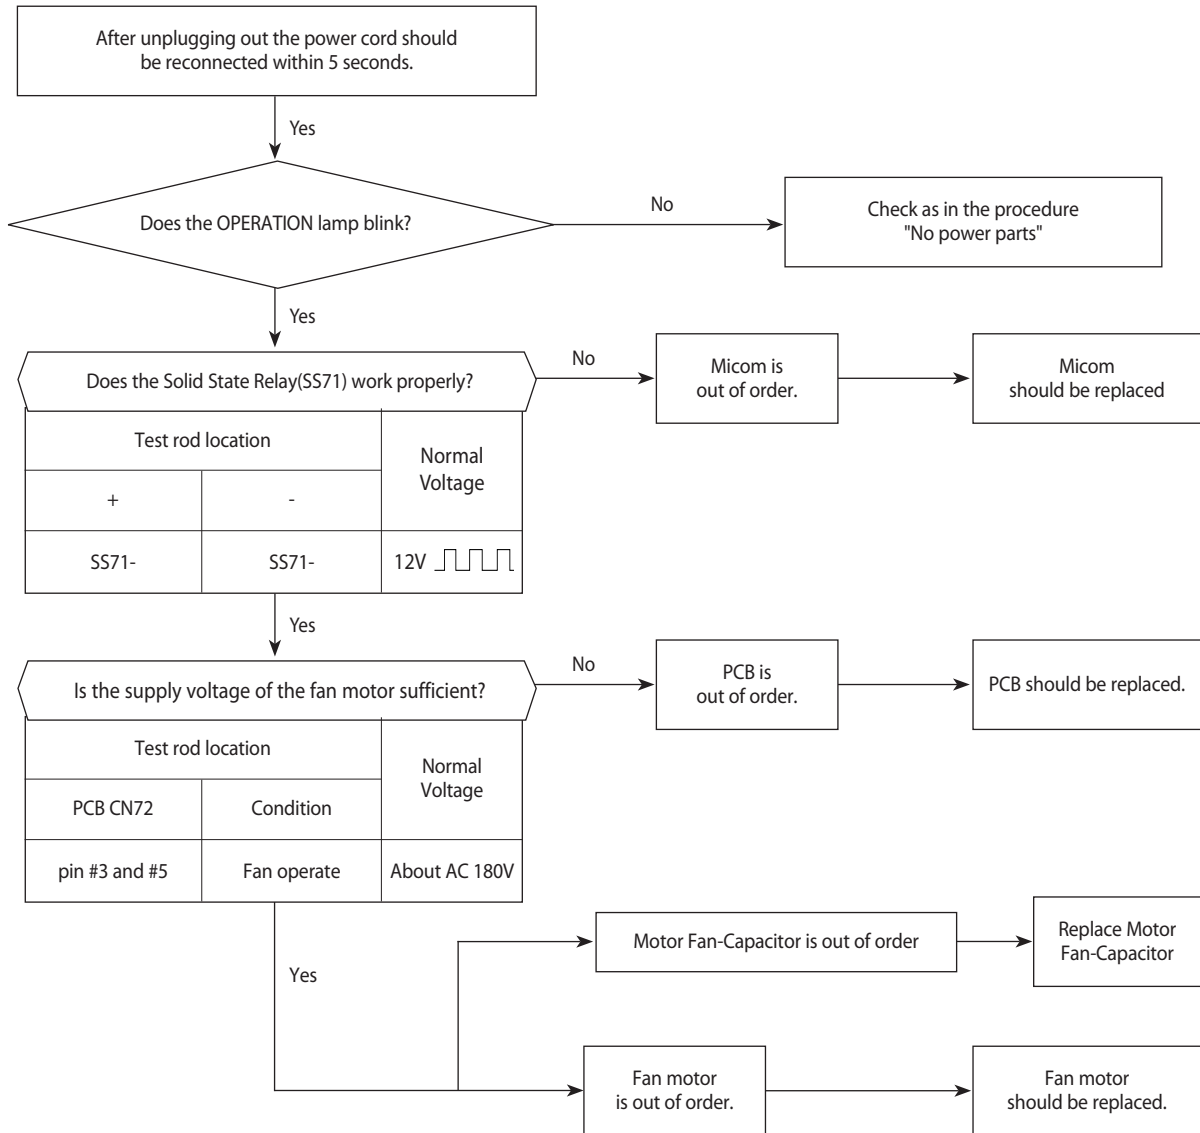 After unplugging out the power cord should
be reconnected within 5 seconds.
Yes
Does the OPERATION lamp blink?
No
Check as in the procedure
"No power parts"
Yes
Does the Solid State Relay(SS71) work properly?
No
Micom is
out of order.
Micom
should be replaced
Test rod location
Normal
Voltage
+
-
SS71-
SS71-
12V
Yes
Is the supply voltage of the fan motor sufficient?
No
PCB is
out of order.
PCB should be replaced.
Test rod location
Normal
Voltage
PCB CN72
Condition
pin #3 and #5
Fan operate
About AC 180V
Yes
Motor Fan-Capacitor is out of order
Replace Motor
Fan-Capacitor
Fan motor
is out of order.
Fan motor
should be replaced.